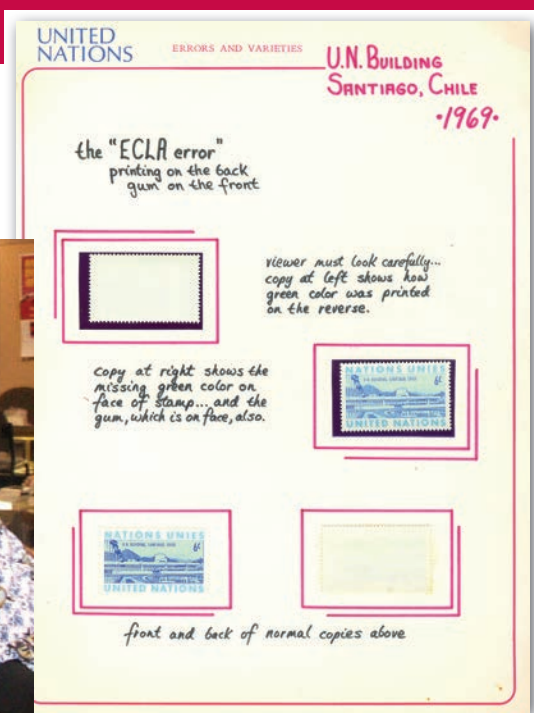 UNITED
NATIONS
ERRORS AND VARIETIES
U.N. BUILDING
SANTIAGO, CHILE
·1969·
the "ECLA error"
printing on the back
gum on the front
viewer must look carefully...
copy at left shows how
green color was printed
on the reverse.
copy at right shows the
missing green color on
face of stamp... and the
gum, which is on face, also.
NATIONS UNIES
6¢
UNITED NATIONS
NATIONS UNIES
6¢
UNITED NATIONS
front and back of normal copies above